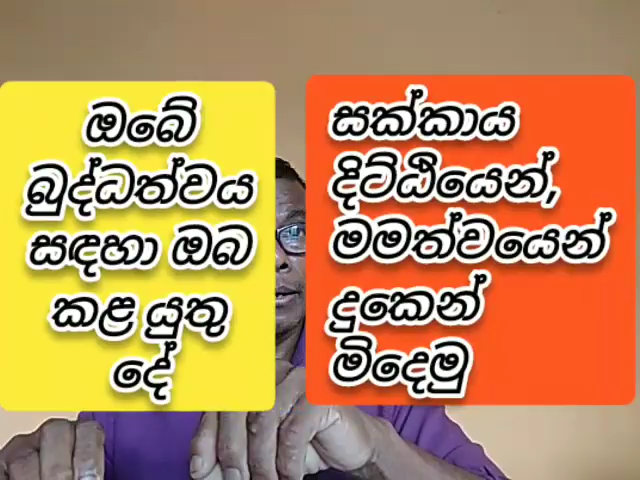 ඔබේ
බුද්ධත්වය
සඳහා ඔබ
කළ යුතු
දේ
සක්කාය
දිට්ඨියෙන්,
මමත්වයෙන්
දුකෙන්
මිදෙමු